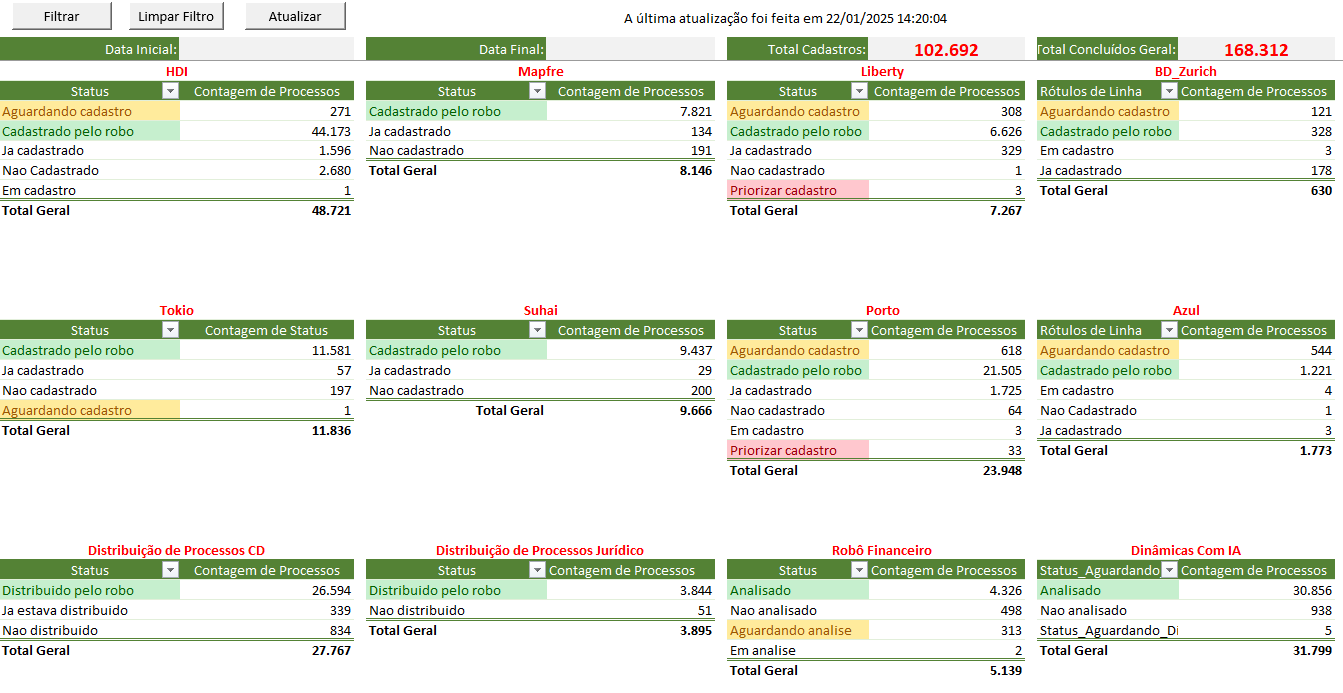 Filtrar Limpar Filtro Atualizar A última atualização foi feita em 22/01/2025 14:20:04
Data Inicial: Data Final: Total Cadastros: 102.692 Total Concluídos Geral: 168.312
HDI
Status Contagem de Processos
Aguardando cadastro 271
Cadastrado pelo robo 44.173
Ja cadastrado 1.596
Nao Cadastrado 2.680
Em cadastro 1
Total Geral 48.721
Mapfre
Status Contagem de Processos
Cadastrado pelo robo 7.821
Ja cadastrado 134
Nao cadastrado 191
Total Geral 8.146
Liberty
Status Contagem de Processos
Aguardando cadastro 308
Cadastrado pelo robo 6.626
Ja cadastrado 329
Nao cadastrado 1
Priorizar cadastro 3
Total Geral 7.267
BD_Zurich
Rótulos de Linha Contagem de Processos
Aguardando cadastro 121
Cadastrado pelo robo 328
Em cadastro 3
Ja cadastrado 178
Total Geral 630
Tokio
Status Contagem de Status
Cadastrado pelo robo 11.581
Ja cadastrado 57
Nao cadastrado 197
Aguardando cadastro 1
Total Geral 11.836
Suhai
Status Contagem de Processos
Cadastrado pelo robo 9.437
Ja cadastrado 29
Nao cadastrado 200
Total Geral 9.666
Porto
Status Contagem de Processos
Aguardando cadastro 618
Cadastrado pelo robo 21.505
Ja cadastrado 1.725
Nao cadastrado 64
Em cadastro 3
Priorizar cadastro 33
Total Geral 23.948
Azul
Rótulos de Linha Contagem de Processos
Aguardando cadastro 544
Cadastrado pelo robo 1.221
Em cadastro 4
Nao Cadastrado 1
Ja cadastrado 3
Total Geral 1.773
Distribuição de Processos CD
Status Contagem de Processos
Distribuido pelo robo 26.594
Ja estava distribuido 339
Nao distribuido 834
Total Geral 27.767
Distribuição de Processos Jurídico
Status Contagem de Processos
Distribuido pelo robo 3.844
Nao distribuido 51
Total Geral 3.895
Robô Financeiro
Status Contagem de Processos
Analisado 4.326
Nao analisado 498
Aguardando analise 313
Em analise 2
Total Geral 5.139
Dinâmicas Com IA
Status_Aguardando Contagem de Processos
Analisado 30.856
Nao analisado 938
Status_Aguardando_Di 5
Total Geral 31.799